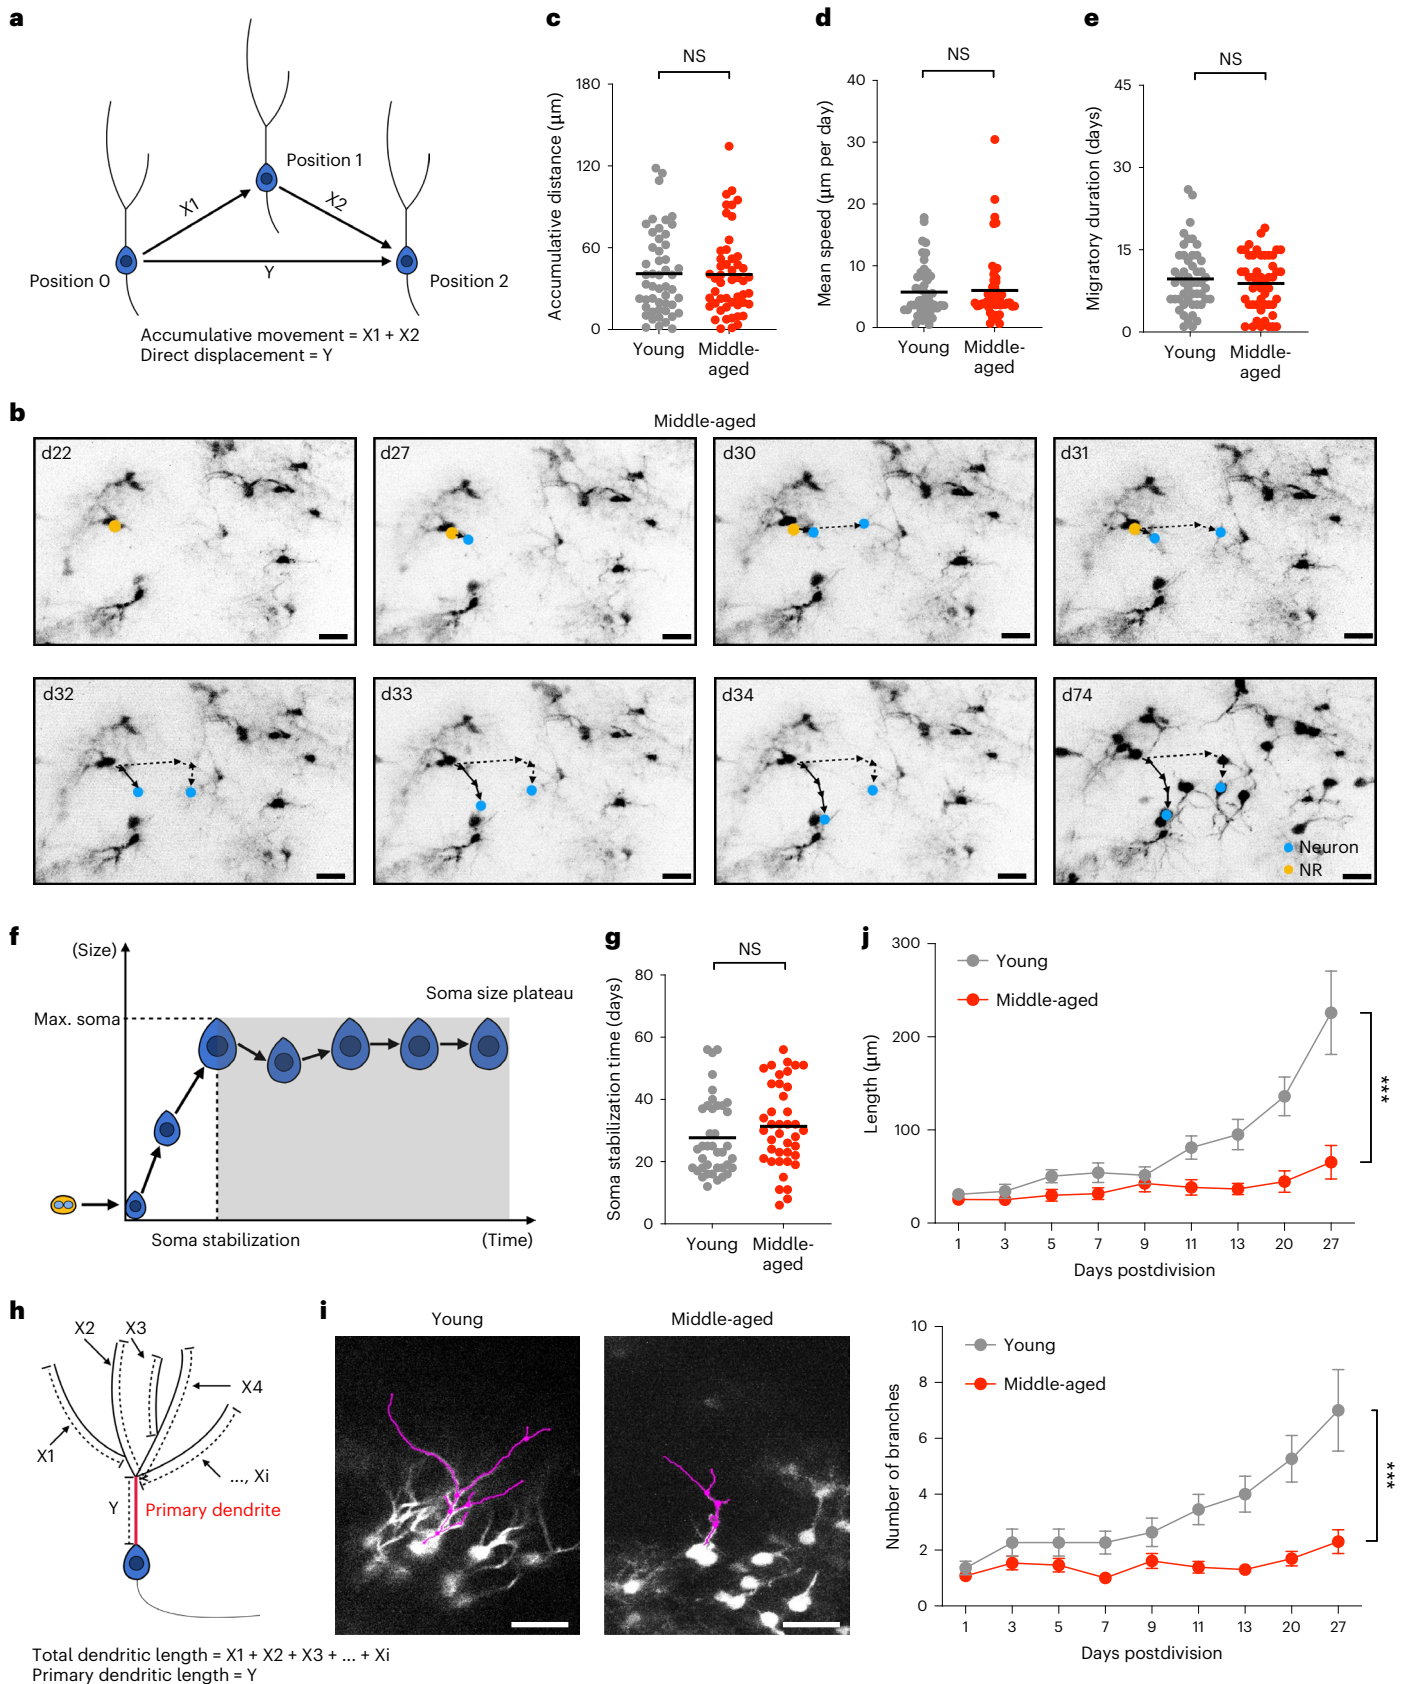 a
Position 1
X1
X2
Position 0
Y
Position 2
Accumulative movement = X1 + X2
Direct displacement = Y
c
NS
Accumulative distance (µm)
180
120
60
0
Young
Middle-
aged
d
NS
Mean speed (µm per day)
40
30
20
10
0
Young
Middle-
aged
e
NS
Migratory duration (days)
45
30
15
0
Young
Middle-
aged
b
Middle-aged
d22
d27
d30
d31
d32
d33
d34
d74
Neuron
NR
f
(Size)
Soma size plateau
Max. soma
Soma stabilization
(Time)
g
NS
Soma stabilization time (days)
80
60
40
20
0
Young
Middle-
aged
j
Length (µm)
300
200
100
0
Young
Middle-aged
***
1 3 5 7 9 11 13 20 27
Days postdivision
h
X2
X3
X4
X1
..., Xi
Y
Primary dendrite
Total dendritic length = X1 + X2 + X3 + ... + Xi
Primary dendritic length = Y
i
Young
Middle-aged
Number of branches
10
8
6
4
2
0
Young
Middle-aged
***
1 3 5 7 9 11 13 20 27
Days postdivision